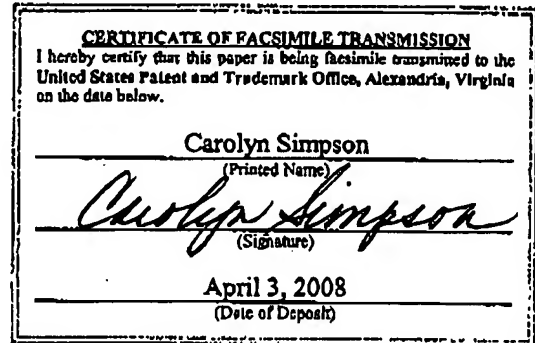 CERTIFICATE OF FACSIMILE TRANSMISSION
I hereby certify that this paper is being facsimile transmitted to the
United States Patent and Trademark Office, Alexandria, Virginia
on the date below.
Carolyn Simpson
(Printed Name)
Carolyn Simpson
(Signature)
April 3, 2008
(Date of Deposit)